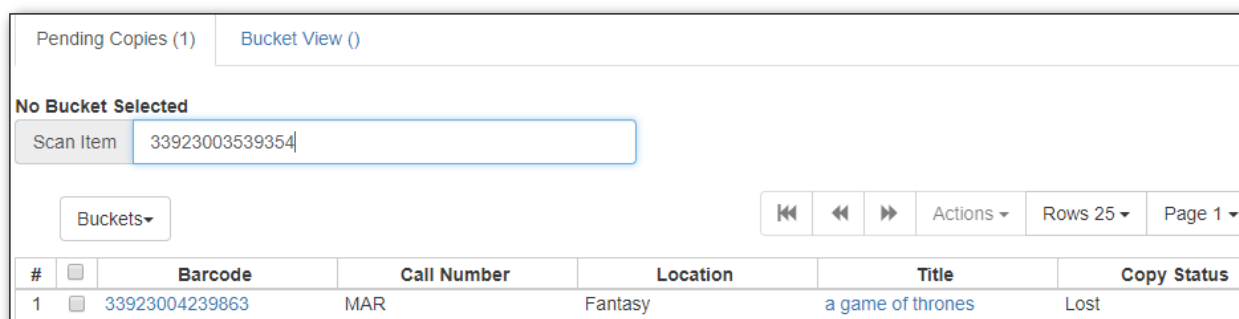 Pending Copies (1) Bucket View ()
No Bucket Selected
Scan Item 33923003539354
Buckets Actions Rows 25 Page 1
# Barcode Call Number Location Title Copy Status
1 33923004239863 MAR Fantasy a game of thrones Lost